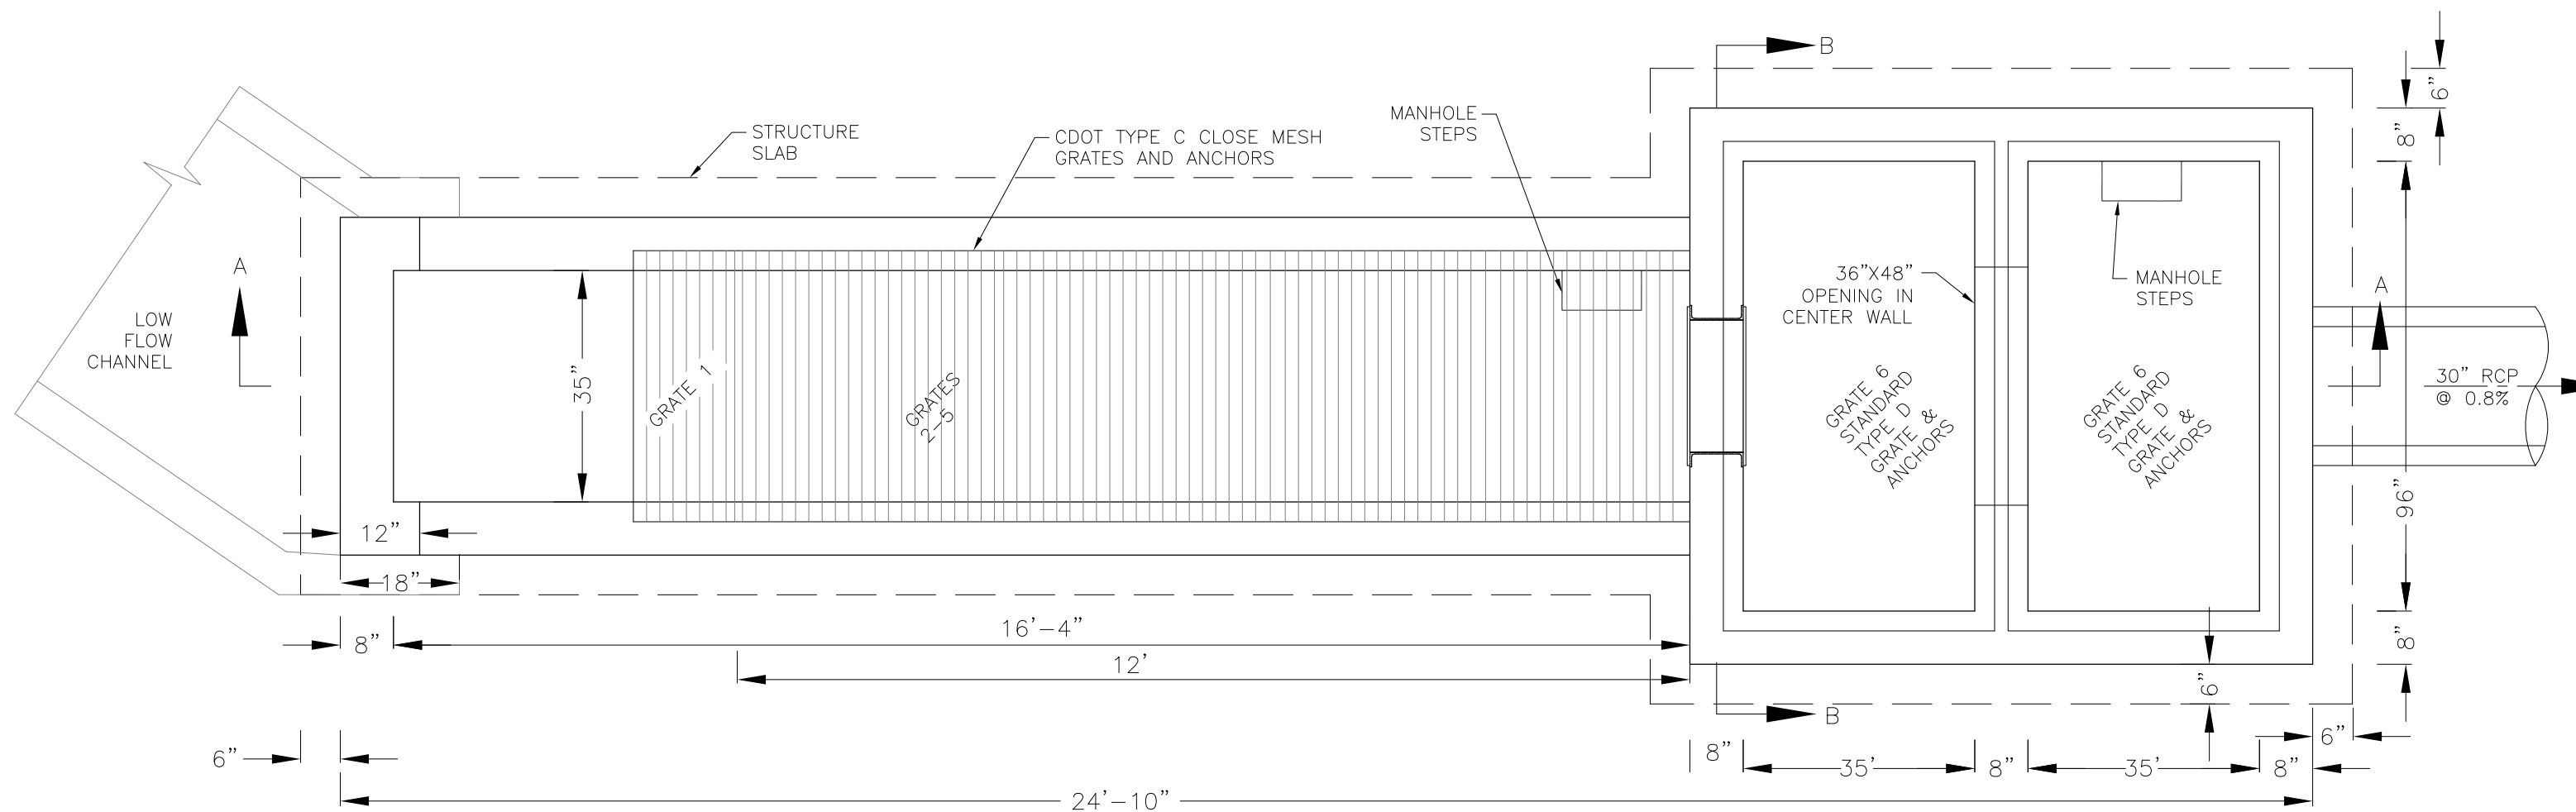 B
6”
8”
STRUCTURE
SLAB
CDOT TYPE C CLOSE MESH
GRATES AND ANCHORS
MANHOLE
STEPS
A
LOW
FLOW
CHANNEL
35”
GRATE 1
GRATES
2-5
36”X48”
OPENING IN
CENTER WALL
MANHOLE
STEPS
A
GRATE 6
STANDARD
TYPE D
GRATE &
ANCHORS
GRATE 6
STANDARD
TYPE D
GRATE &
ANCHORS
30” RCP
@ 0.8%
96”
12”
18”
8”
16’-4”
12’
8”
6”
B
6”
6”
8”
35’
8”
35’
8”
24’-10”